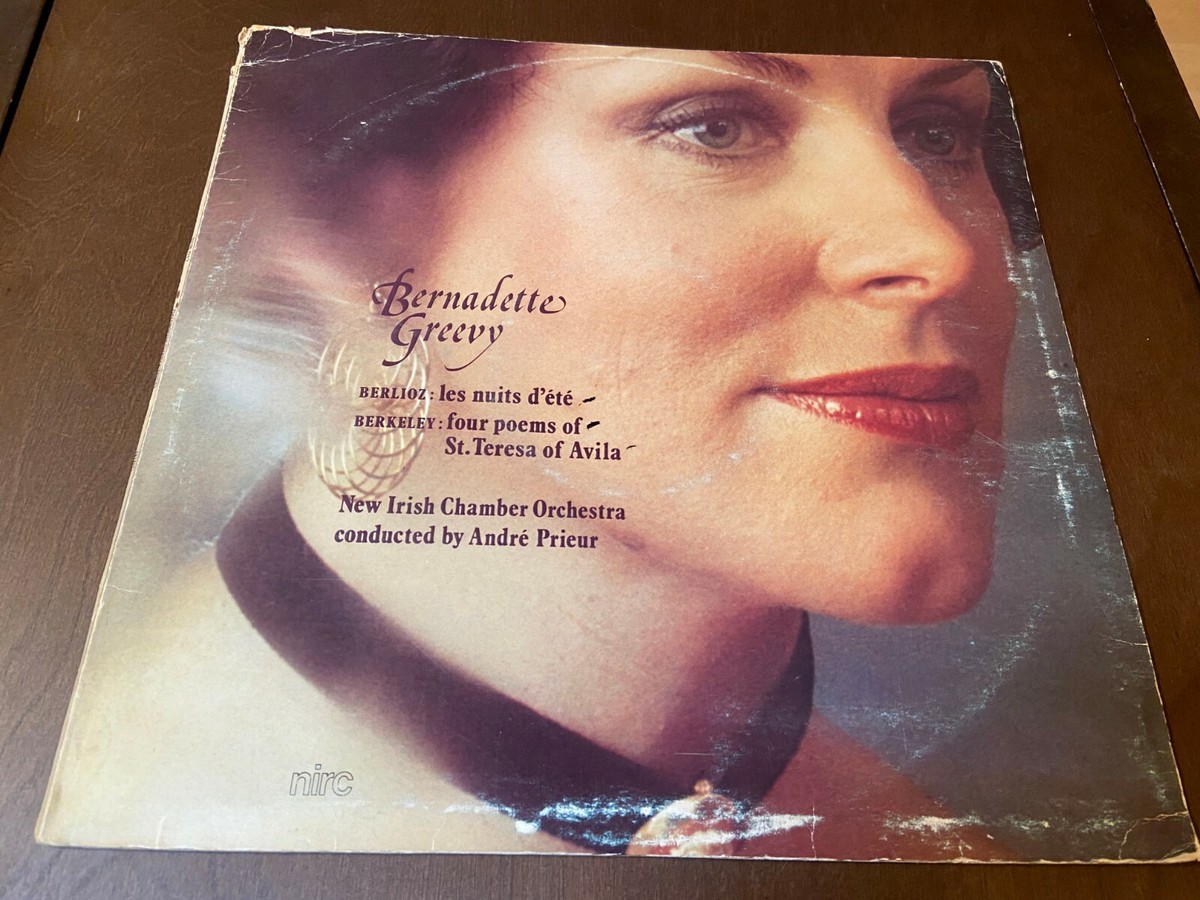 Bernadette
Greevy
BERLIOZ: les nuits d'été
BERKELEY: four poems of
St. Teresa of Avila
New Irish Chamber Orchestra
conducted by André Prieur
nirc